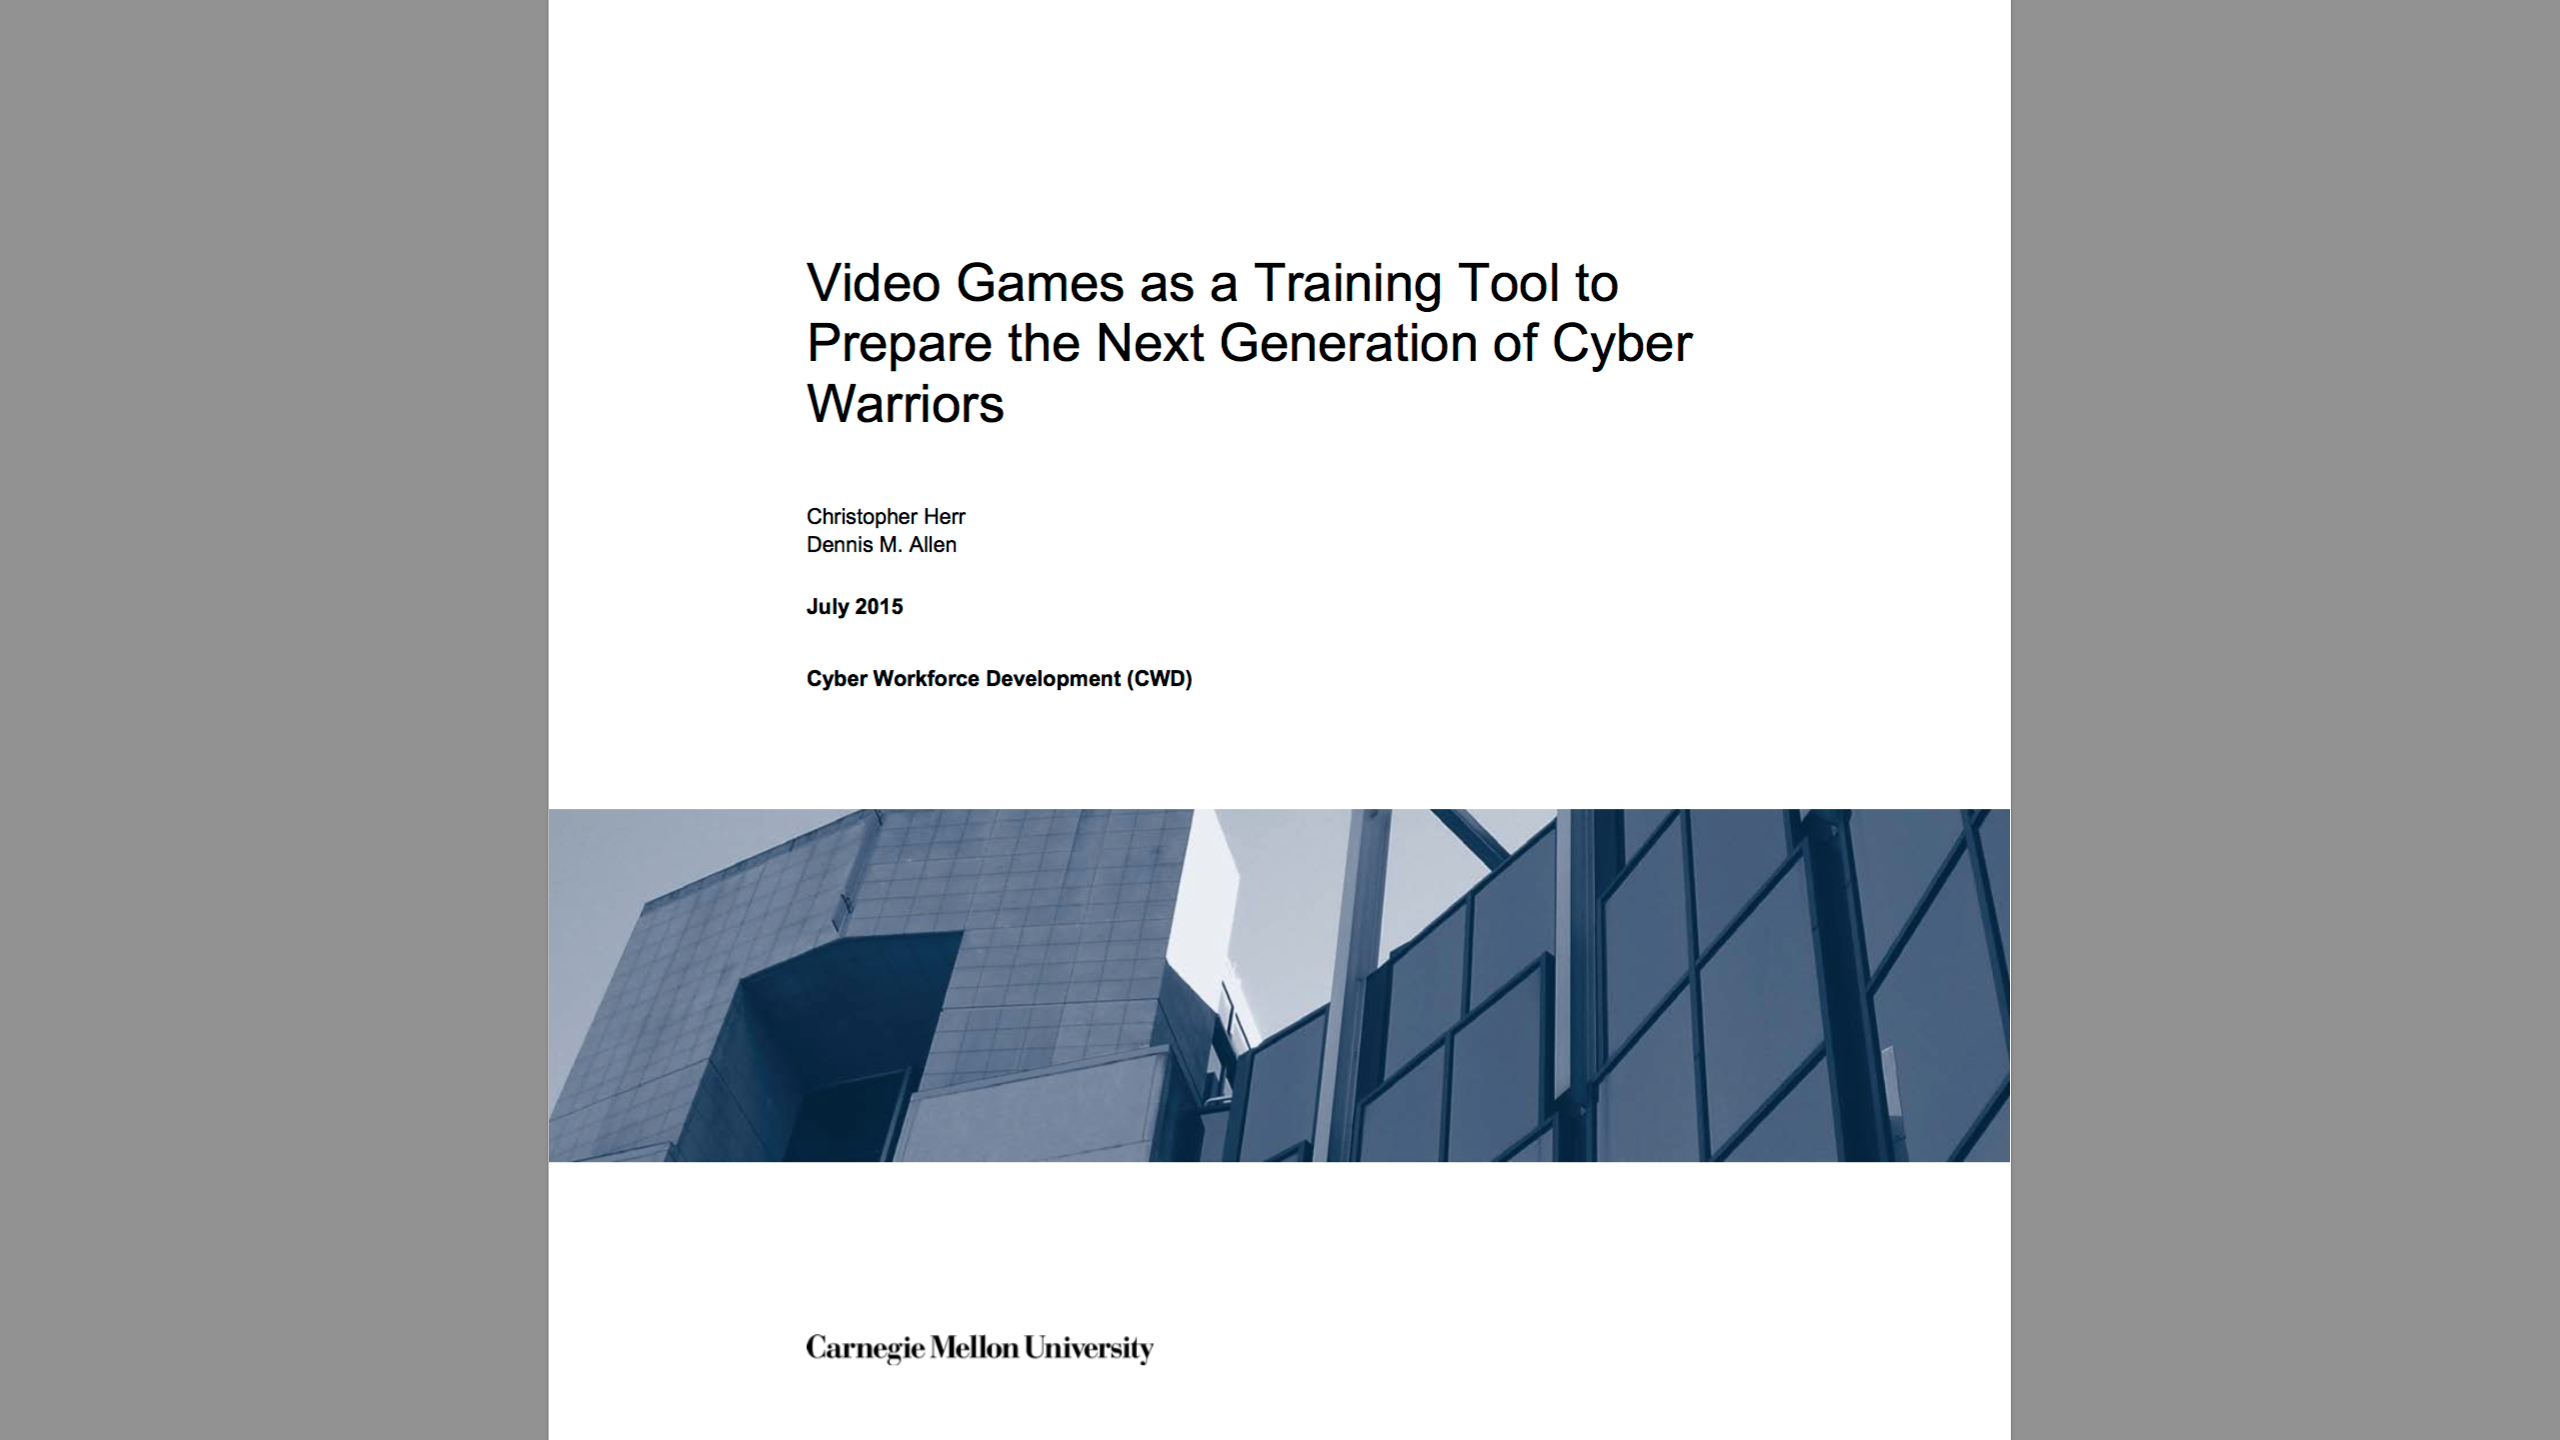 Video Games as a Training Tool to
Prepare the Next Generation of Cyber
Warriors
Christopher Herr
Dennis M. Allen
July 2015
Cyber Workforce Development (CWD)
Carnegie Mellon University